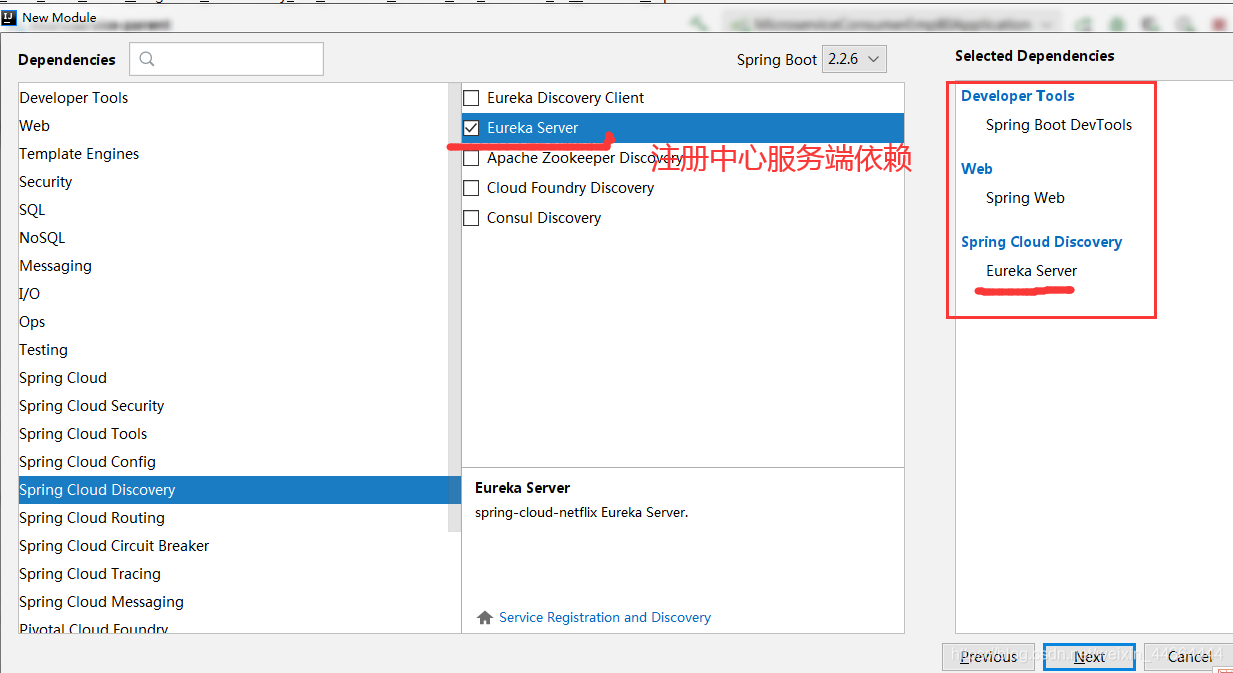 New Module
Dependencies
Spring Boot 2.2.6
Selected Dependencies
Developer Tools
Web
Template Engines
Security
SQL
NoSQL
Messaging
I/O
Ops
Testing
Spring Cloud
Spring Cloud Security
Spring Cloud Tools
Spring Cloud Config
Spring Cloud Discovery
Spring Cloud Routing
Spring Cloud Circuit Breaker
Spring Cloud Tracing
Spring Cloud Messaging
Pivotal Cloud Foundry
Eureka Discovery Client
Eureka Server
Apache Zookeeper Discovery
注册中心服务端依赖
Cloud Foundry Discovery
Consul Discovery
Eureka Server
spring-cloud-netflix Eureka Server.
Service Registration and Discovery
Developer Tools
Spring Boot DevTools
Web
Spring Web
Spring Cloud Discovery
Eureka Server
Previous
Next
Cancel